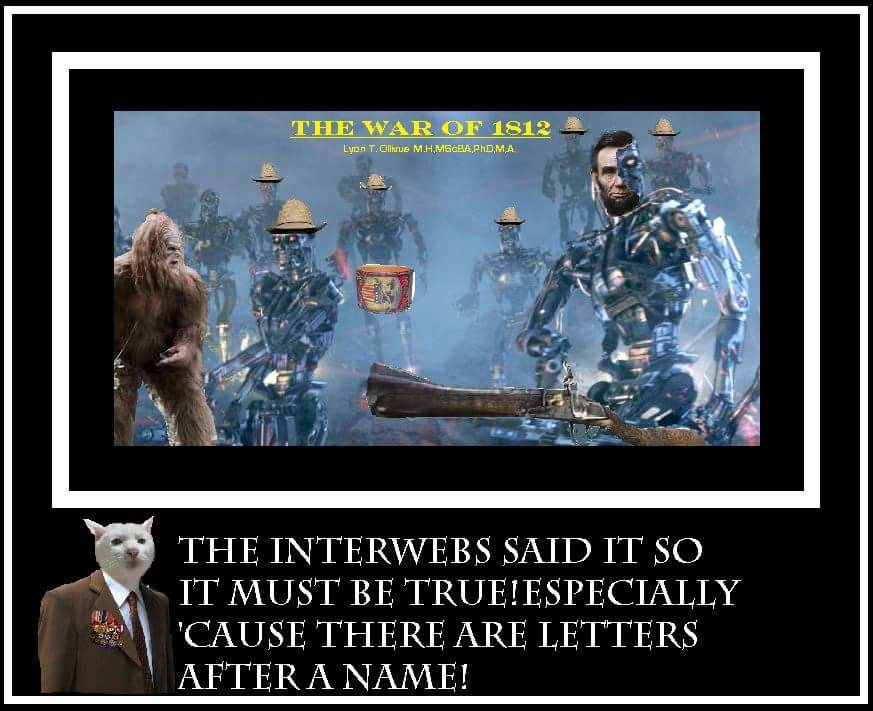 THE WAR OF 1812
Lyon T. Ollivue M.H,MScBA,PhD,M,A.
THE INTERWEBS SAID IT SO
IT MUST BE TRUE!ESPECIALLY
'CAUSE THERE ARE LETTERS
AFTER A NAME!